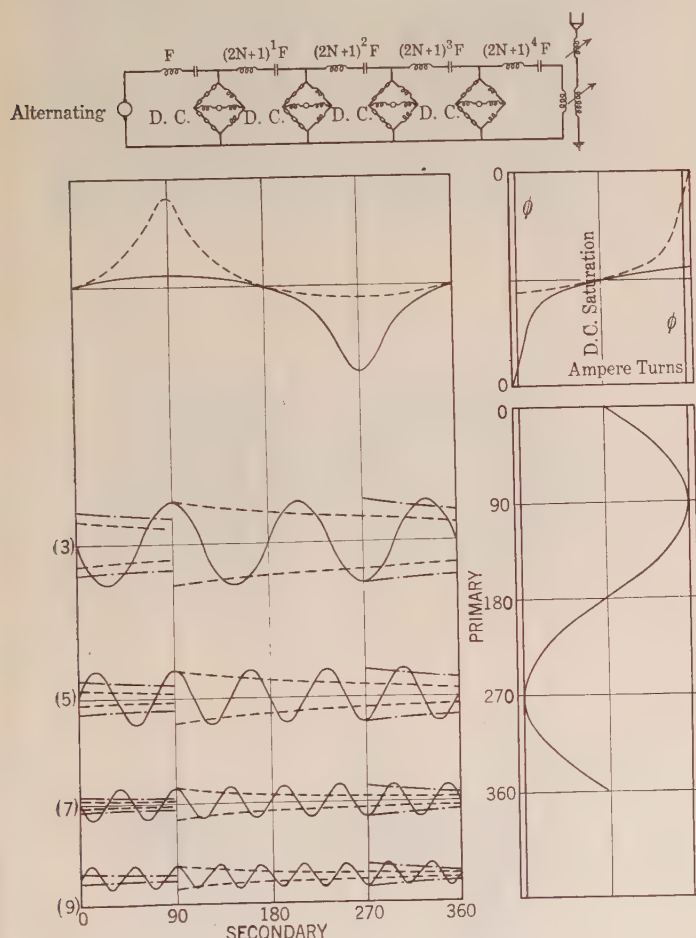 F (2N+1)¹F (2N+1)²F (2N+1)³F (2N+1)⁴F
Alternating D. C. D. C. D. C. D. C.
0
ϕ
D.C. Saturation
ϕ
Ampere Turns
0
0
90
PRIMARY
180
270
360
(3)
(5)
(7)
(9)
0 90 180 270 360
SECONDARY